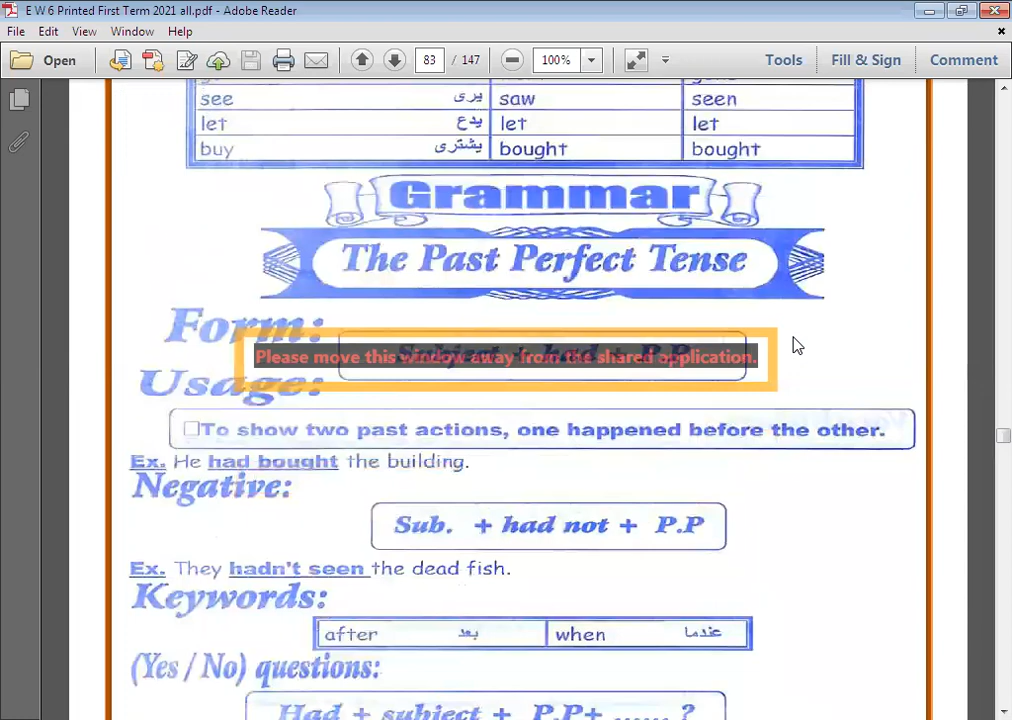 E W 6 Printed First Term 2021 all.pdf - Adobe Reader
File Edit View Window Help
Open 83 / 147 100% Tools Fill & Sign Comment
see يرى saw seen
let يدع let let
buy يشترى bought bought
Grammar
The Past Perfect Tense
Form:
Subject + had + P.P
Please move this window away from the shared application.
Usage:
To show two past actions, one happened before the other.
Ex. He had bought the building.
Negative:
Sub. + had not + P.P
Ex. They hadn't seen the dead fish.
Keywords:
after بعد when عندما
(Yes / No) questions:
Had + subject + P.P+ ...... ?